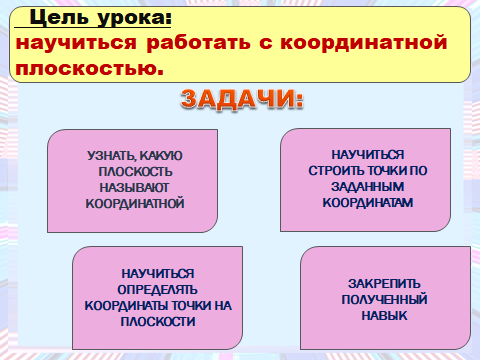 Цель урока:
научиться работать с координатной
плоскостью.
ЗАДАЧИ:
УЗНАТЬ, КАКУЮ
ПЛОСКОСТЬ
НАЗЫВАЮТ
КООРДИНАТНОЙ
НАУЧИТЬСЯ
СТРОИТЬ ТОЧКИ ПО
ЗАДАННЫМ
КООРДИНАТАМ
НАУЧИТЬСЯ
ОПРЕДЕЛЯТЬ
КООРДИНАТЫ ТОЧКИ НА
ПЛОСКОСТИ
ЗАКРЕПИТЬ
ПОЛУЧЕННЫЙ
НАВЫК